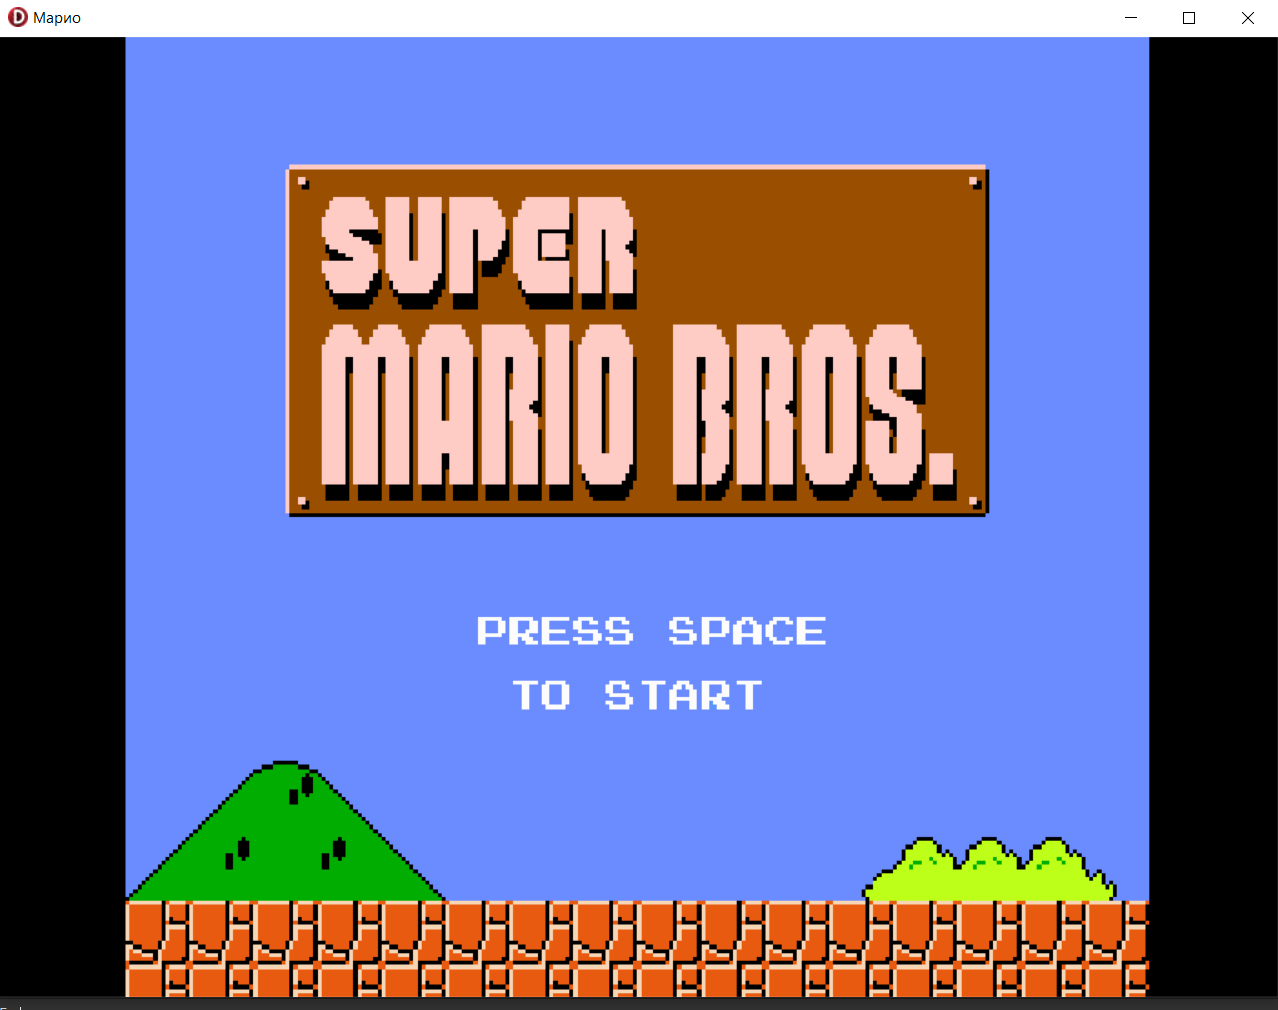 Марио
SUPER
MARIO BROS.
PRESS SPACE
TO START